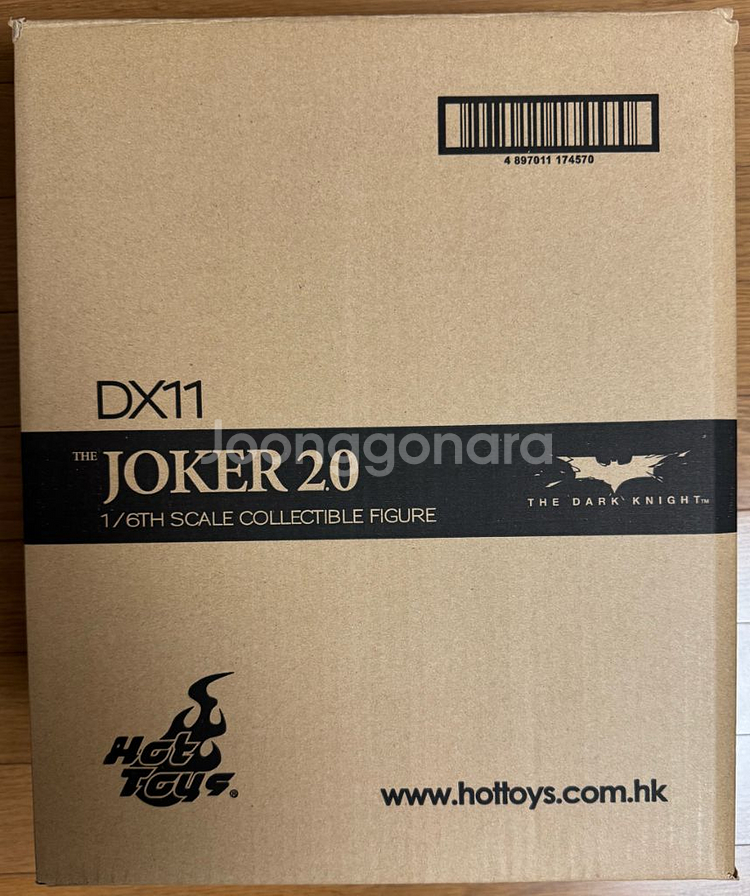 4 897011 174570
DX11
Joonggonara
THE JOKER 2.0
THE DARK KNIGHT™
1/6TH SCALE COLLECTIBLE FIGURE
Hot
Toys®
www.hottoys.com.hk